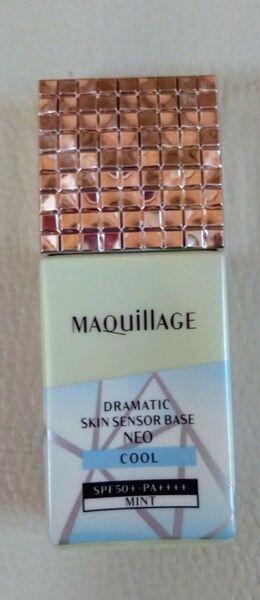 MAQuillAGE
DRAMATIC
SKIN SENSOR BASE
NEO
COOL
SPF50+・PA++++
MINT